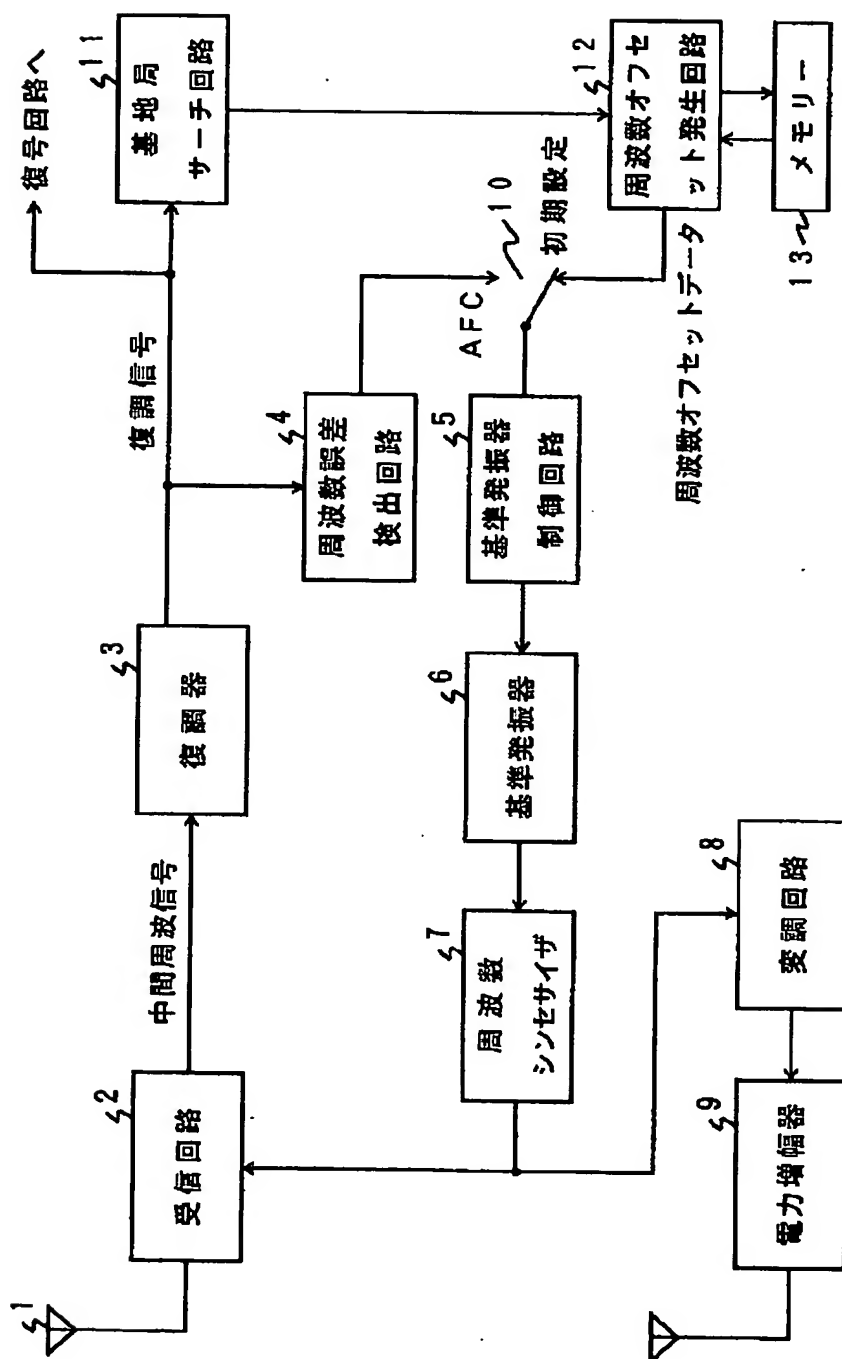 1
2
受信回路
中間周波信号
3
復調器
復調信号
復号回路へ
11
基地局
サーチ回路
4
周波数誤差
検出回路
AFC
10
初期設定
5
基準発振器
制御回路
6
基準発振器
7
周波数
シンセサイザ
12
周波数オフセ
ット発生回路
周波数オフセットデータ
13
メモリー
8
変調回路
9
電力増幅器